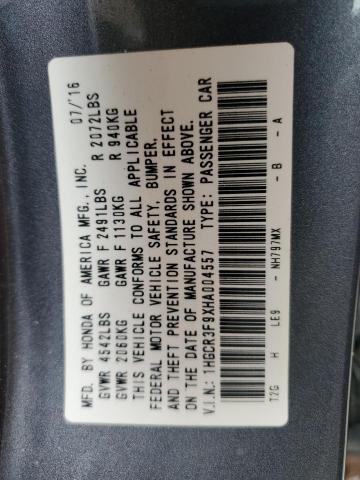 MFD. BY HONDA OF AMERICA MFG., INC. 07/'16
GVWR 4542LBS GAWR F 2491LBS R 2072LBS
GVWR 2060KG GAWR F 1130KG R 940KG
THIS VEHICLE CONFORMS TO ALL APPLICABLE
FEDERAL MOTOR VEHICLE SAFETY, BUMPER,
AND THEFT PREVENTION STANDARDS IN EFFECT
ON THE DATE OF MANUFACTURE SHOWN ABOVE.
V.I.N.: 1HGCR3F9XHA004557 TYPE: PASSENGER CAR
T2G H LE9 - NH797MX - B - A